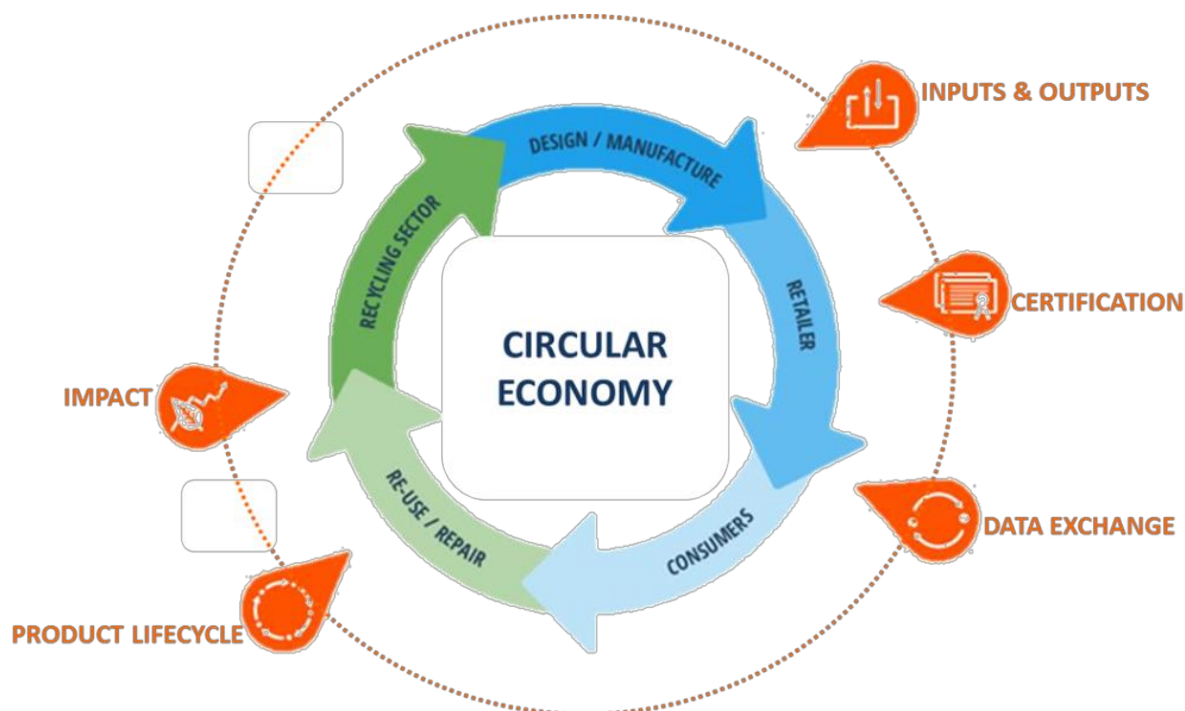 INPUTS & OUTPUTS
DESIGN / MANUFACTURE
RECYCLING SECTOR
RETAILER
CERTIFICATION
CIRCULAR
ECONOMY
IMPACT
RE-USE / REPAIR
CONSUMERS
DATA EXCHANGE
PRODUCT LIFECYCLE